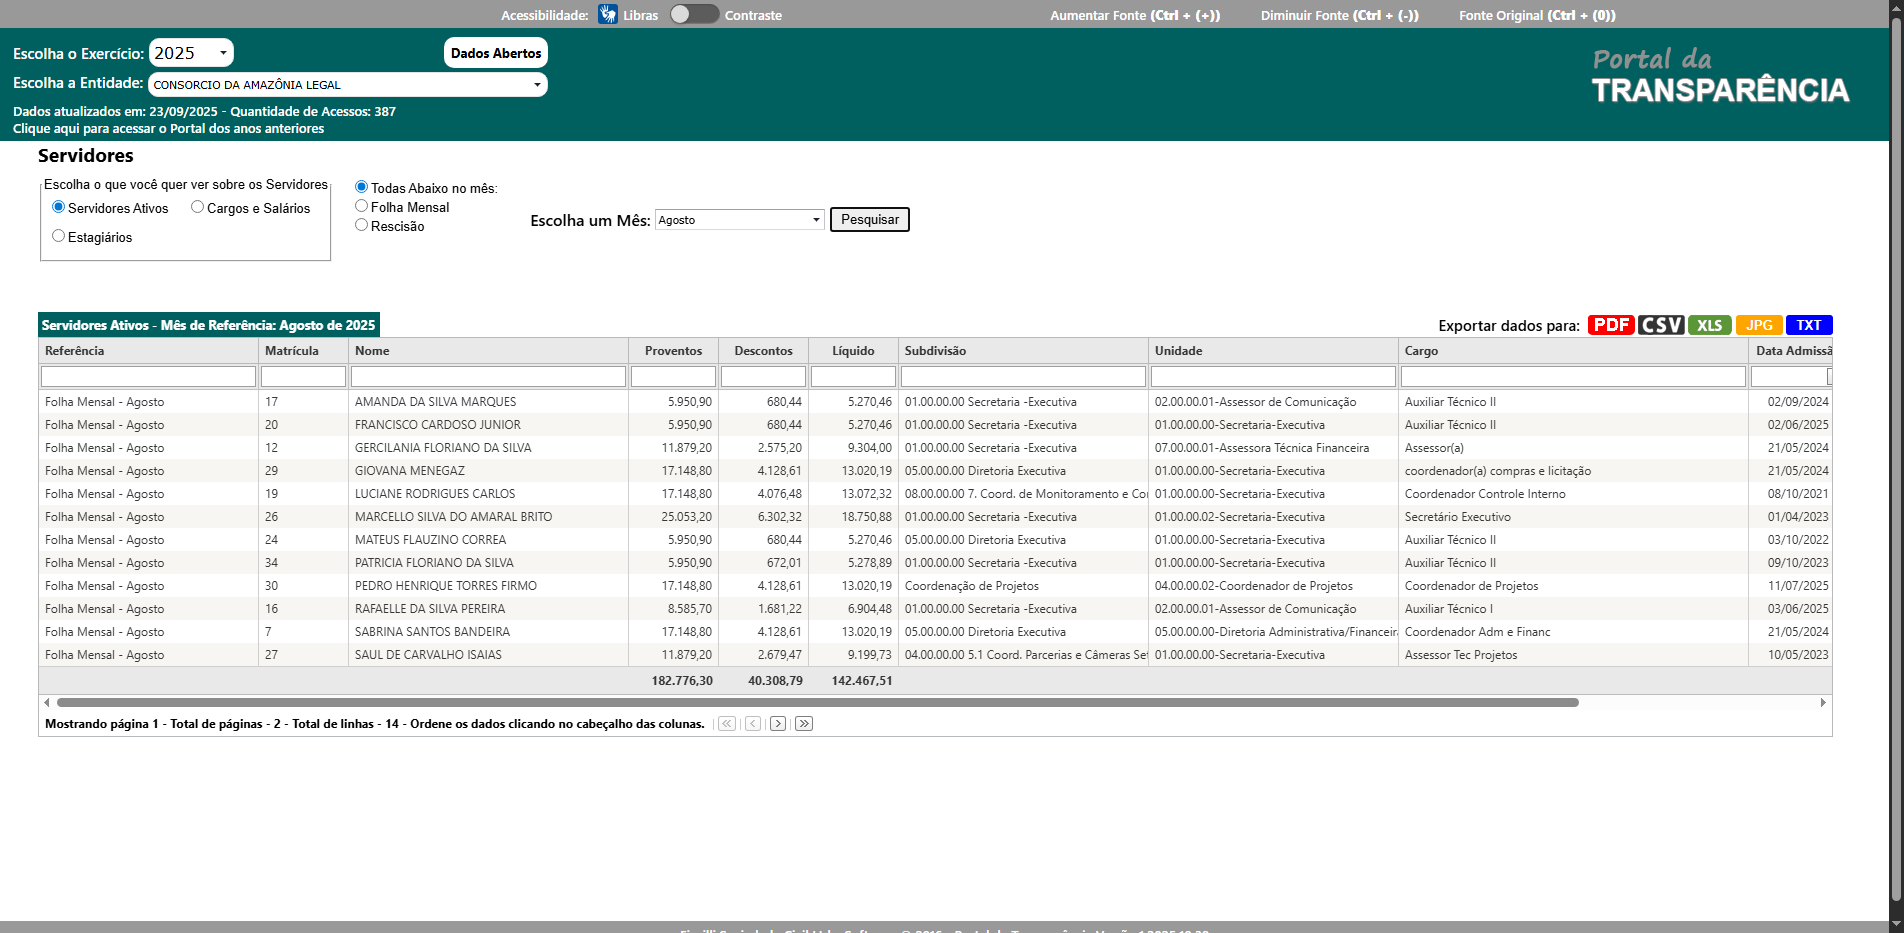 Acessibilidade: Libras Contraste Aumentar Fonte (Ctrl + (+)) Diminuir Fonte (Ctrl + (-)) Fonte Original (Ctrl + (0))
Escolha o Exercício: 2025 Dados Abertos
Escolha a Entidade: CONSORCIO DA AMAZÔNIA LEGAL
Dados atualizados em: 23/09/2025 - Quantidade de Acessos: 387
Clique aqui para acessar o Portal dos anos anteriores
Portal da
TRANSPARÊNCIA
Servidores
Escolha o que você quer ver sobre os Servidores
Servidores Ativos Cargos e Salários
Estagiários
Todas Abaixo no mês:
Folha Mensal
Rescisão
Escolha um Mês: Agosto Pesquisar
Servidores Ativos - Mês de Referência: Agosto de 2025
Exportar dados para: PDF CSV XLS JPG TXT
Referência Matrícula Nome Proventos Descontos Líquido Subdivisão Unidade Cargo Data Admissã
Folha Mensal - Agosto 17 AMANDA DA SILVA MARQUES 5.950,90 680,44 5.270,46 01.00.00.00 Secretaria -Executiva 02.00.00.01-Assessor de Comunicação Auxiliar Técnico II 02/09/2024
Folha Mensal - Agosto 20 FRANCISCO CARDOSO JUNIOR 5.950,90 680,44 5.270,46 01.00.00.00 Secretaria -Executiva 01.00.00.00-Secretaria-Executiva Auxiliar Técnico II 02/06/2025
Folha Mensal - Agosto 12 GERCILANIA FLORIANO DA SILVA 11.879,20 2.575,20 9.304,00 01.00.00.00 Secretaria -Executiva 07.00.00.01-Assessora Técnica Financeira Assessor(a) 21/05/2024
Folha Mensal - Agosto 29 GIOVANA MENEGAZ 17.148,80 4.128,61 13.020,19 05.00.00.00 Diretoria Executiva 01.00.00.00-Secretaria-Executiva coordenador(a) compras e licitação 21/05/2024
Folha Mensal - Agosto 19 LUCIANE RODRIGUES CARLOS 17.148,80 4.076,48 13.072,32 08.00.00.00 7. Coord. de Monitoramento e Co 01.00.00.00-Secretaria-Executiva Coordenador Controle Interno 08/10/2021
Folha Mensal - Agosto 26 MARCELLO SILVA DO AMARAL BRITO 25.053,20 6.302,32 18.750,88 01.00.00.00 Secretaria -Executiva 01.00.00.02-Secretaria-Executiva Secretário Executivo 01/04/2023
Folha Mensal - Agosto 24 MATEUS FLAUZINO CORREA 5.950,90 680,44 5.270,46 05.00.00.00 Diretoria Executiva 01.00.00.00-Secretaria-Executiva Auxiliar Técnico II 03/10/2022
Folha Mensal - Agosto 34 PATRICIA FLORIANO DA SILVA 5.950,90 672,01 5.278,89 01.00.00.00 Secretaria -Executiva 01.00.00.00-Secretaria-Executiva Auxiliar Técnico II 09/10/2023
Folha Mensal - Agosto 30 PEDRO HENRIQUE TORRES FIRMO 17.148,80 4.128,61 13.020,19 Coordenação de Projetos 04.00.00.02-Coordenador de Projetos Coordenador de Projetos 11/07/2025
Folha Mensal - Agosto 16 RAFAELLE DA SILVA PEREIRA 8.585,70 1.681,22 6.904,48 01.00.00.00 Secretaria -Executiva 02.00.00.01-Assessor de Comunicação Auxiliar Técnico I 03/06/2025
Folha Mensal - Agosto 7 SABRINA SANTOS BANDEIRA 17.148,80 4.128,61 13.020,19 05.00.00.00 Diretoria Executiva 05.00.00.00-Diretoria Administrativa/Financeir Coordenador Adm e Financ 21/05/2024
Folha Mensal - Agosto 27 SAUL DE CARVALHO ISAIAS 11.879,20 2.679,47 9.199,73 04.00.00.00 5.1 Coord. Parcerias e Câmeras Se 01.00.00.00-Secretaria-Executiva Assessor Tec Projetos 10/05/2023
182.776,30 40.308,79 142.467,51
Mostrando página 1 - Total de páginas - 2 - Total de linhas - 14 - Ordene os dados clicando no cabeçalho das colunas.